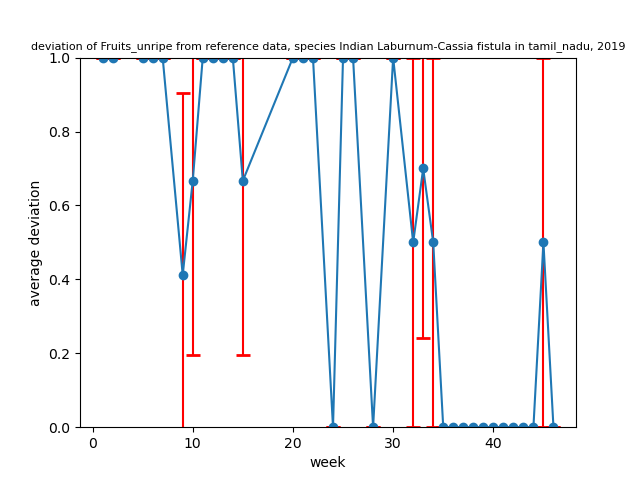 deviation of Fruits_unripe from reference data, species Indian Laburnum-Cassia fistula in tamil_nadu, 2019
1.0
0.8
0.6
0.4
0.2
0.0
average deviation
0 10 20 30 40
week